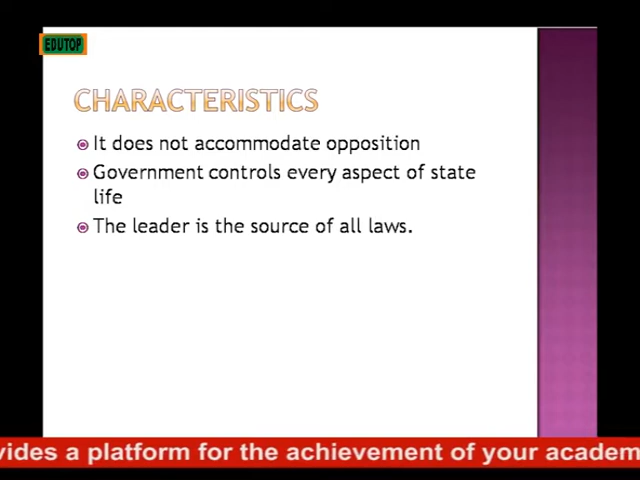 EDUTOP
CHARACTERISTICS
It does not accommodate opposition
Government controls every aspect of state
life
The leader is the source of all laws.
vides a platform for the achievement of your academ